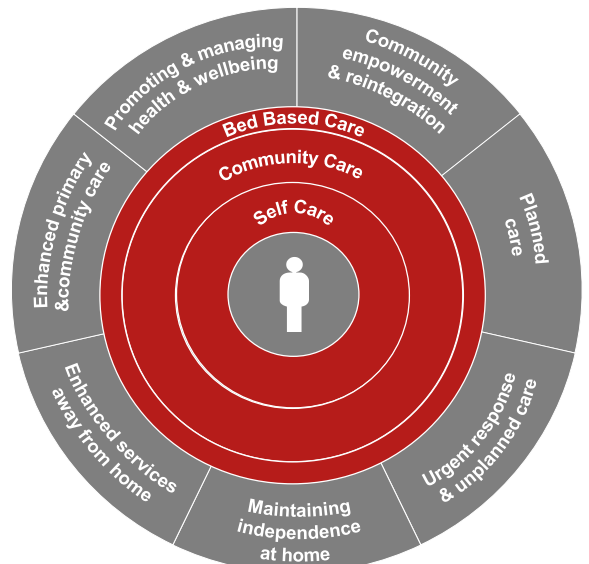 Promoting & managing
health & wellbeing
Community
empowerment
& reintegration
Planned
care
Urgent response
& unplanned care
Maintaining
independence
at home
Enhanced services
away from home
Enhanced primary
&community care
Bed Based Care
Community Care
Self Care